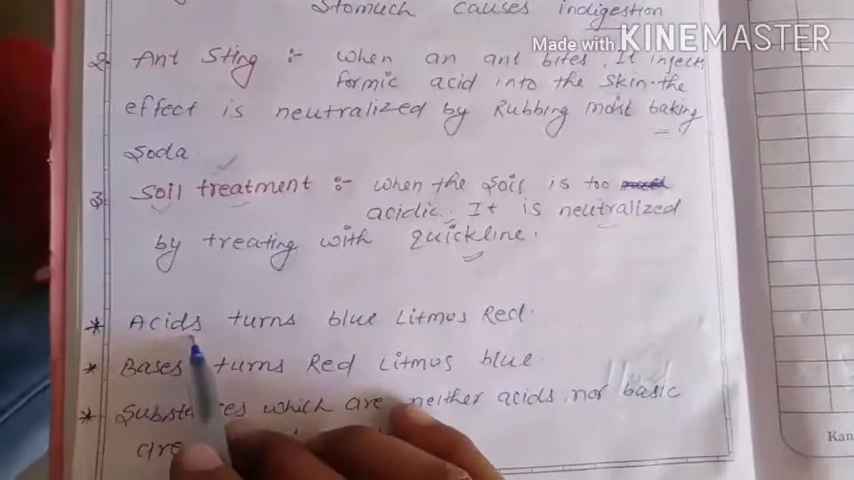 Stomuch causes indigestion
Made with KINEMASTER
2. Ant Sting :- when an ant bites. It injects
formic acid into the skin. the
effect is neutralized by Rubbing moist baking
Soda
3. Soil treatment :- when the Soil is too
acidic. It is neutralized
by treating with quickline.
* Acids turns blue Litmus Red.
* Bases turns Red Litmus blue.
* which are neither acids nor basic
are
Kan